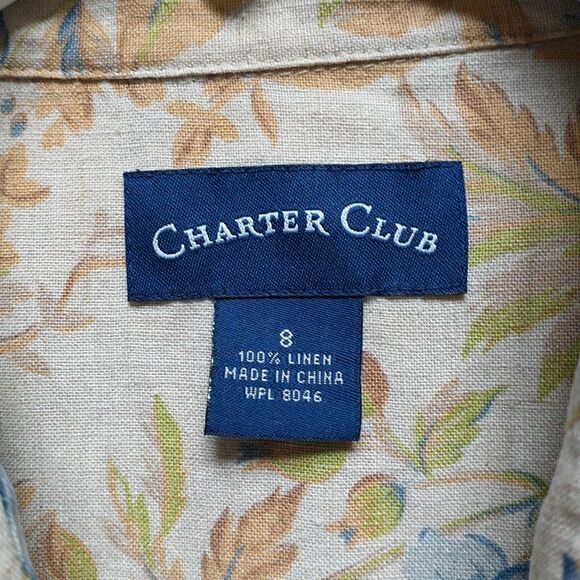 CHARTER CLUB
8
100% LINEN
MADE IN CHINA
WPL 8046